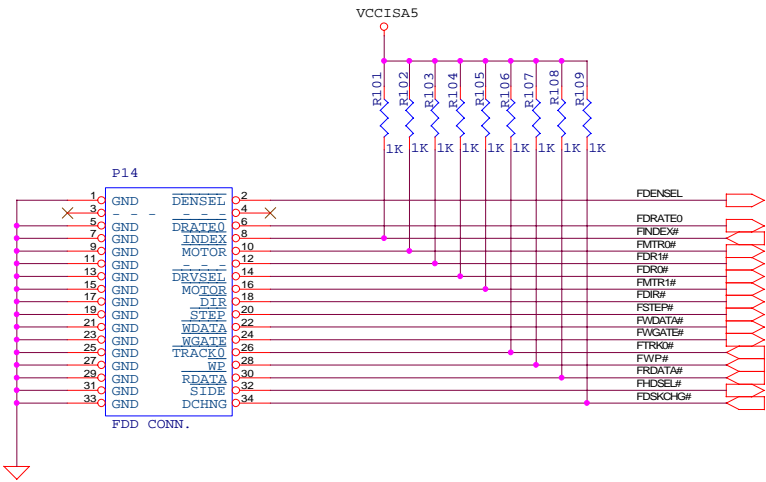 VCCISA5
R101 R102 R103 R104 R105 R106 R107 R108 R109
1K 1K 1K 1K 1K 1K 1K 1K 1K
P14
1 GND DENSEL 2 FDENSEL
3 - - - - - - 4
5 GND DRATE0 6 FDRATE0
7 GND INDEX 8 FINDEX#
9 GND MOTOR 10 FMTR0#
11 GND - - - 12 FDR1#
13 GND DRVSEL 14 FDR0#
15 GND MOTOR 16 FMTR1#
17 GND DIR 18 FDIR#
19 GND STEP 20 FSTEP#
21 GND WDATA 22 FWDATA#
23 GND WGATE 24 FWGATE#
25 GND TRACK0 26 FTRK0#
27 GND WP 28 FWP#
29 GND RDATA 30 FRDATA#
31 GND SIDE 32 FHDSEL#
33 GND DCHNG 34 FDSKCHG#
FDD CONN.